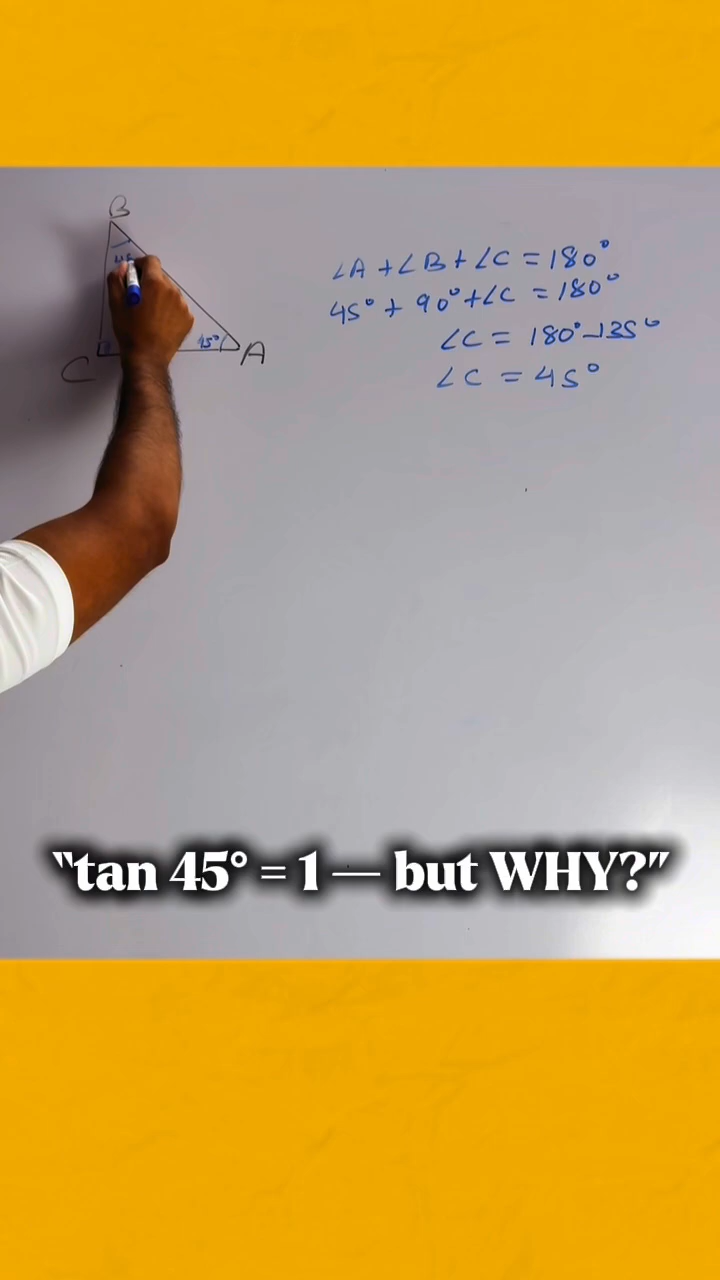 B
45°
C
A
∠A + ∠B + ∠C = 180°
45° + 90° + ∠C = 180°
∠C = 180° - 135°
∠C = 45°
"tan 45° = 1 — but WHY?"